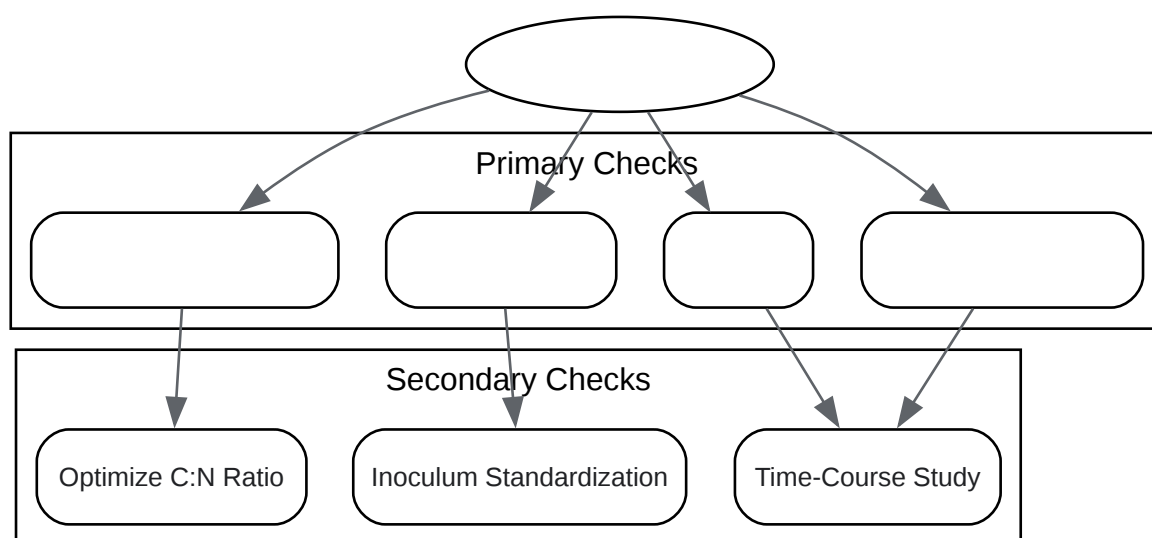 Primary Checks
Secondary Checks
Optimize C:N Ratio
Inoculum Standardization
Time-Course Study